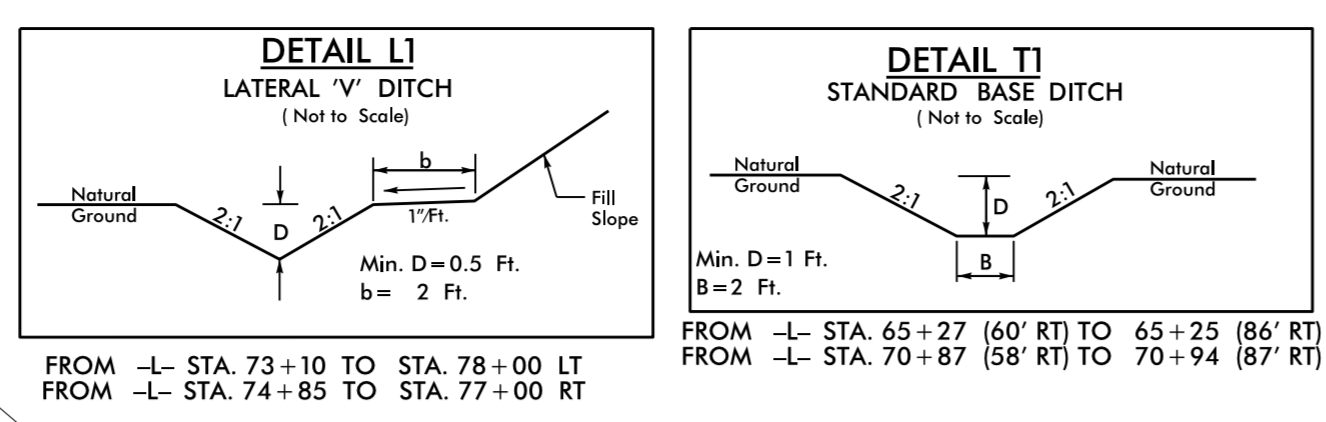 DETAIL L1
LATERAL 'V' DITCH
( Not to Scale)
Natural
Ground
2:1
D
2:1
b
1"/Ft.
Fill
Slope
Min. D=0.5 Ft.
b= 2 Ft.
FROM -L- STA. 73+10 TO STA. 78+00 LT
FROM -L- STA. 74+85 TO STA. 77+00 RT
DETAIL T1
STANDARD BASE DITCH
( Not to Scale)
Natural
Ground
2:1
D
2:1
Natural
Ground
B
Min. D=1 Ft.
B=2 Ft.
FROM -L- STA. 65+27 (60' RT) TO 65+25 (86' RT)
FROM -L- STA. 70+87 (58' RT) TO 70+94 (87' RT)